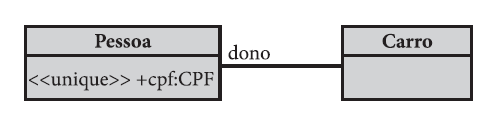 Pessoa
<<unique>> +cpf:CPF
dono
Carro